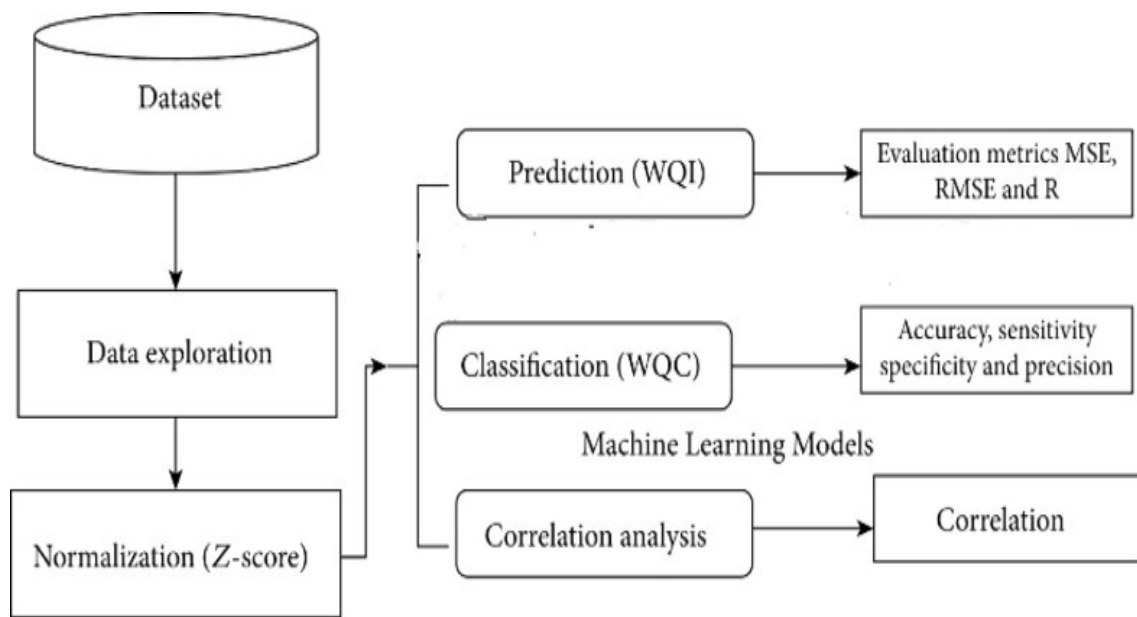 Dataset
Data exploration
Normalization (Z-score)
Prediction (WQI)
Evaluation metrics MSE,
RMSE and R
Classification (WQC)
Accuracy, sensitivity
specificity and precision
Machine Learning Models
Correlation analysis
Correlation